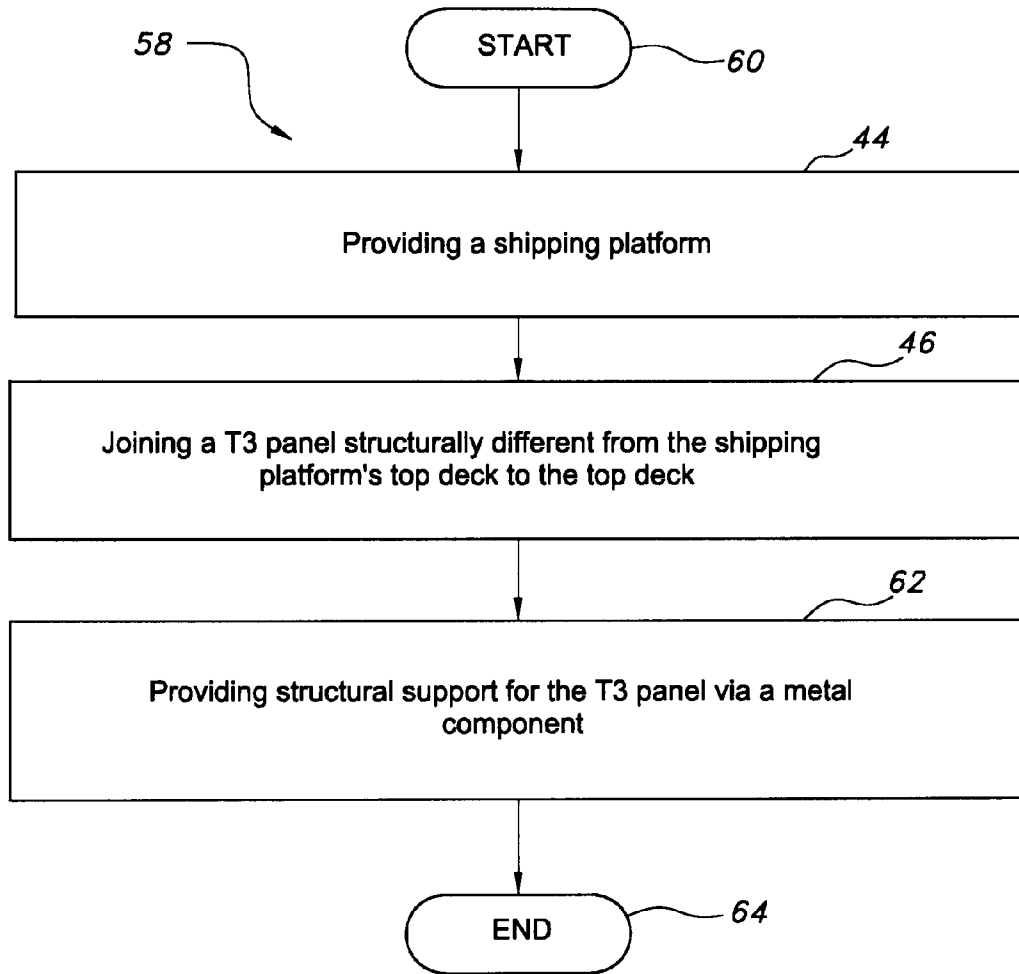 58
START
60
44
Providing a shipping platform
46
Joining a T3 panel structurally different from the shipping
platform's top deck to the top deck
62
Providing structural support for the T3 panel via a metal
component
END
64